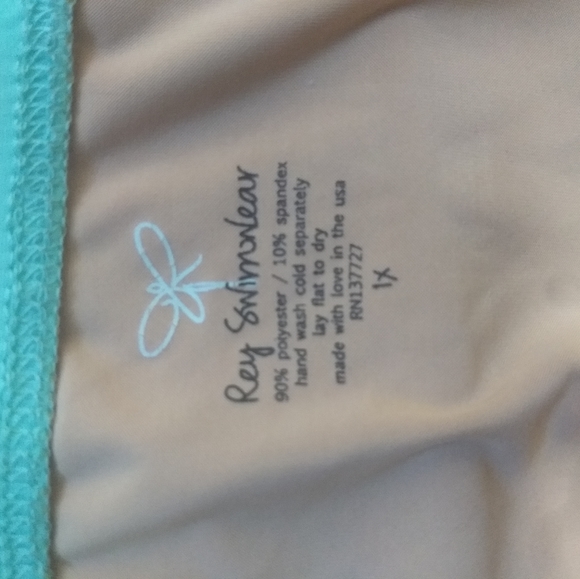 Rey Swimwear
90% polyester / 10% spandex
hand wash cold separately
lay flat to dry
made with love in the usa
RN137727
1X